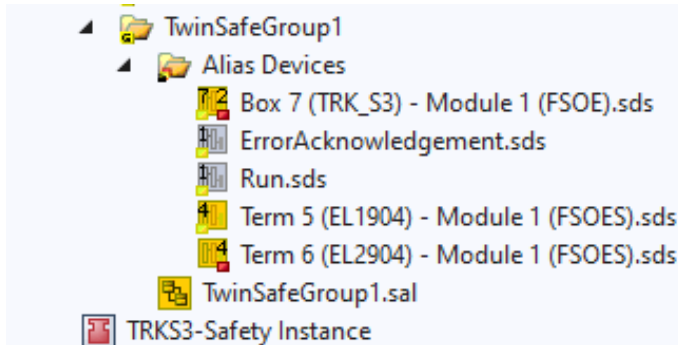 TwinSafeGroup1
Alias Devices
Box 7 (TRK_S3) - Module 1 (FSOE).sds
ErrorAcknowledgement.sds
Run.sds
Term 5 (EL1904) - Module 1 (FSOES).sds
Term 6 (EL2904) - Module 1 (FSOES).sds
TwinSafeGroup1.sal
TRKS3-Safety Instance